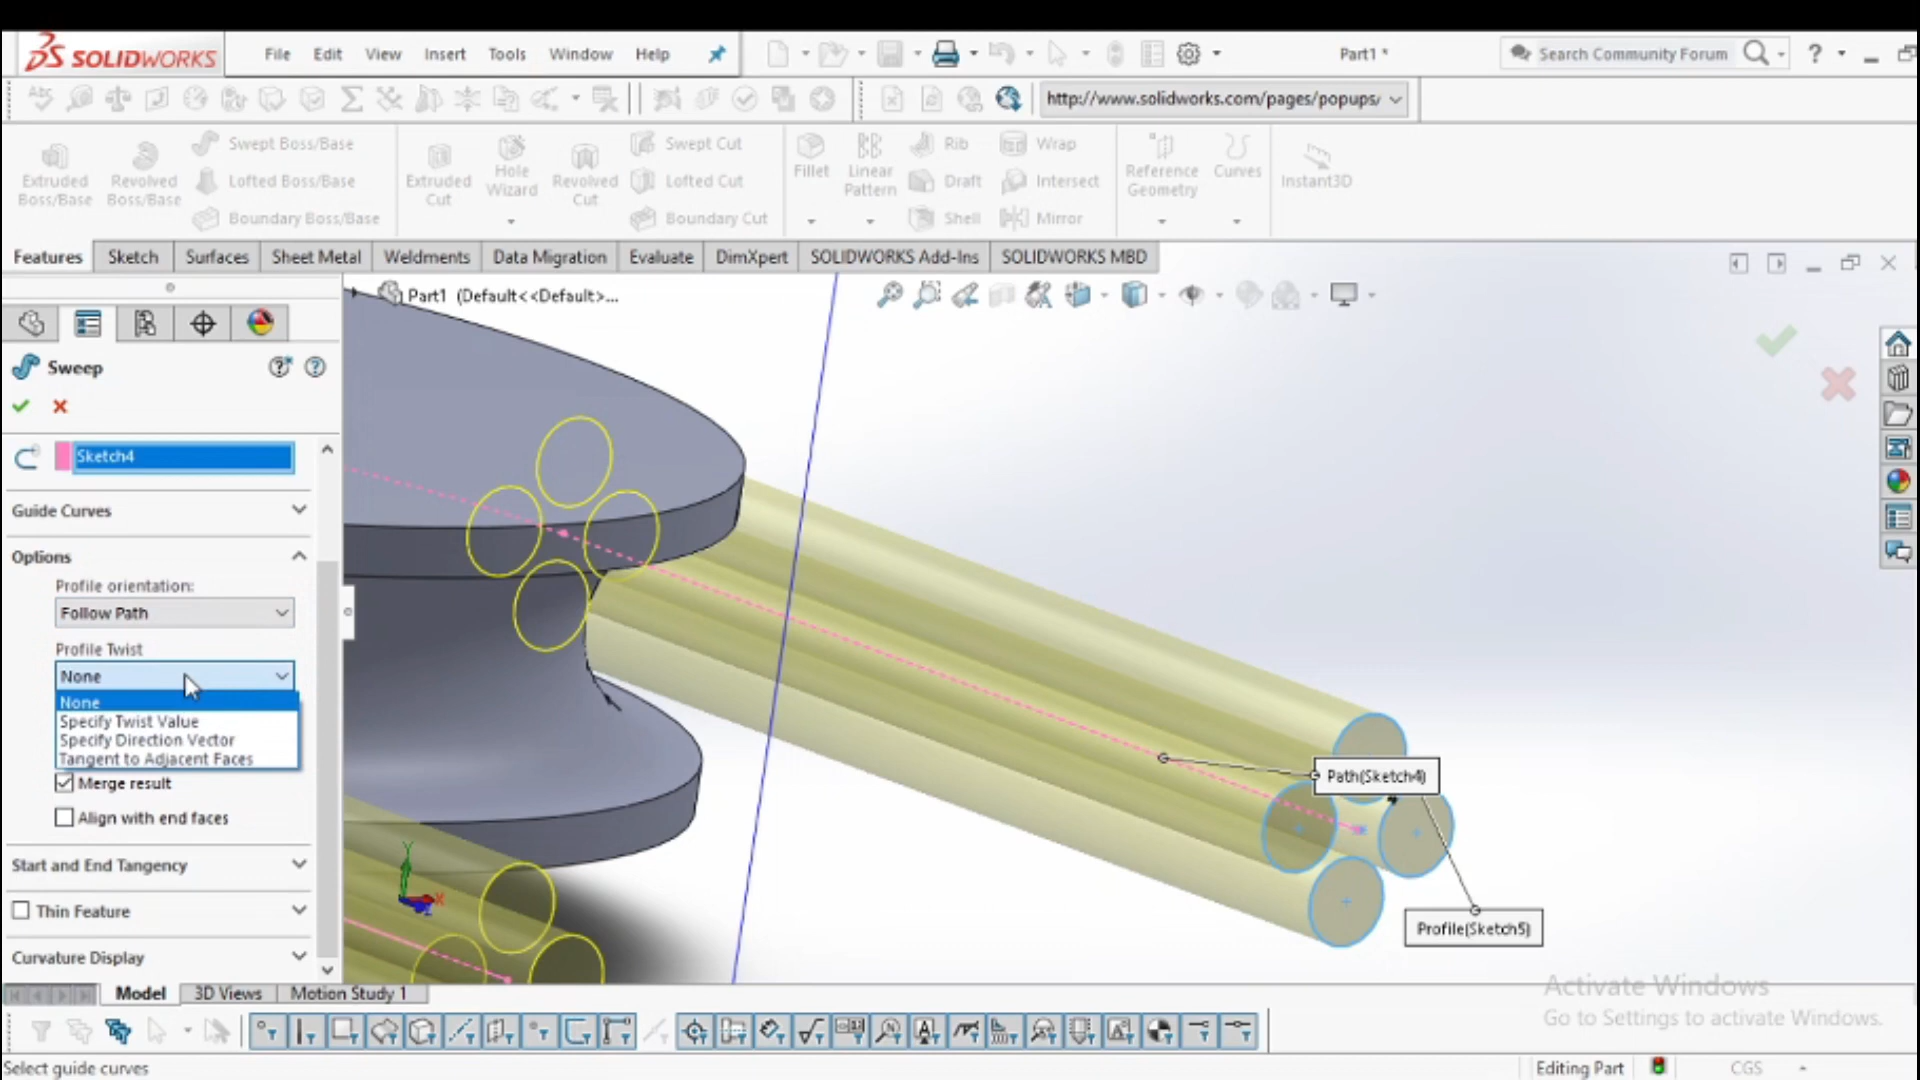 SOLIDWORKS
File Edit View Insert Tools Window Help
Part1 *
Search Community Forum
?
http://www.solidworks.com/pages/popups/
Extruded Boss/Base
Revolved Boss/Base
Swept Boss/Base
Lofted Boss/Base
Boundary Boss/Base
Extruded Cut
Hole Wizard
Revolved Cut
Swept Cut
Lofted Cut
Boundary Cut
Fillet
Linear Pattern
Rib
Draft
Shell
Wrap
Intersect
Mirror
Reference Geometry
Curves
Instant3D
Features Sketch Surfaces Sheet Metal Weldments Data Migration Evaluate DimXpert SOLIDWORKS Add-Ins SOLIDWORKS MBD
Part1 (Default<<Default>...
Sweep
Sketch4
Guide Curves
Options
Profile orientation:
Follow Path
Profile Twist
None
None
Specify Twist Value
Specify Direction Vector
Tangent to Adjacent Faces
Merge result
Align with end faces
Start and End Tangency
Thin Feature
Curvature Display
Path(Sketch4)
Profile(Sketch5)
Y
X
Z
Activate Windows
Go to Settings to activate Windows.
Model 3D Views Motion Study 1
Select guide curves
Editing Part
CGS